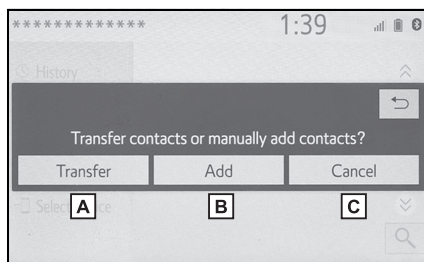 ************* 1:39
History
Transfer contacts or manually add contacts?
Transfer Add Cancel
A B C
Select